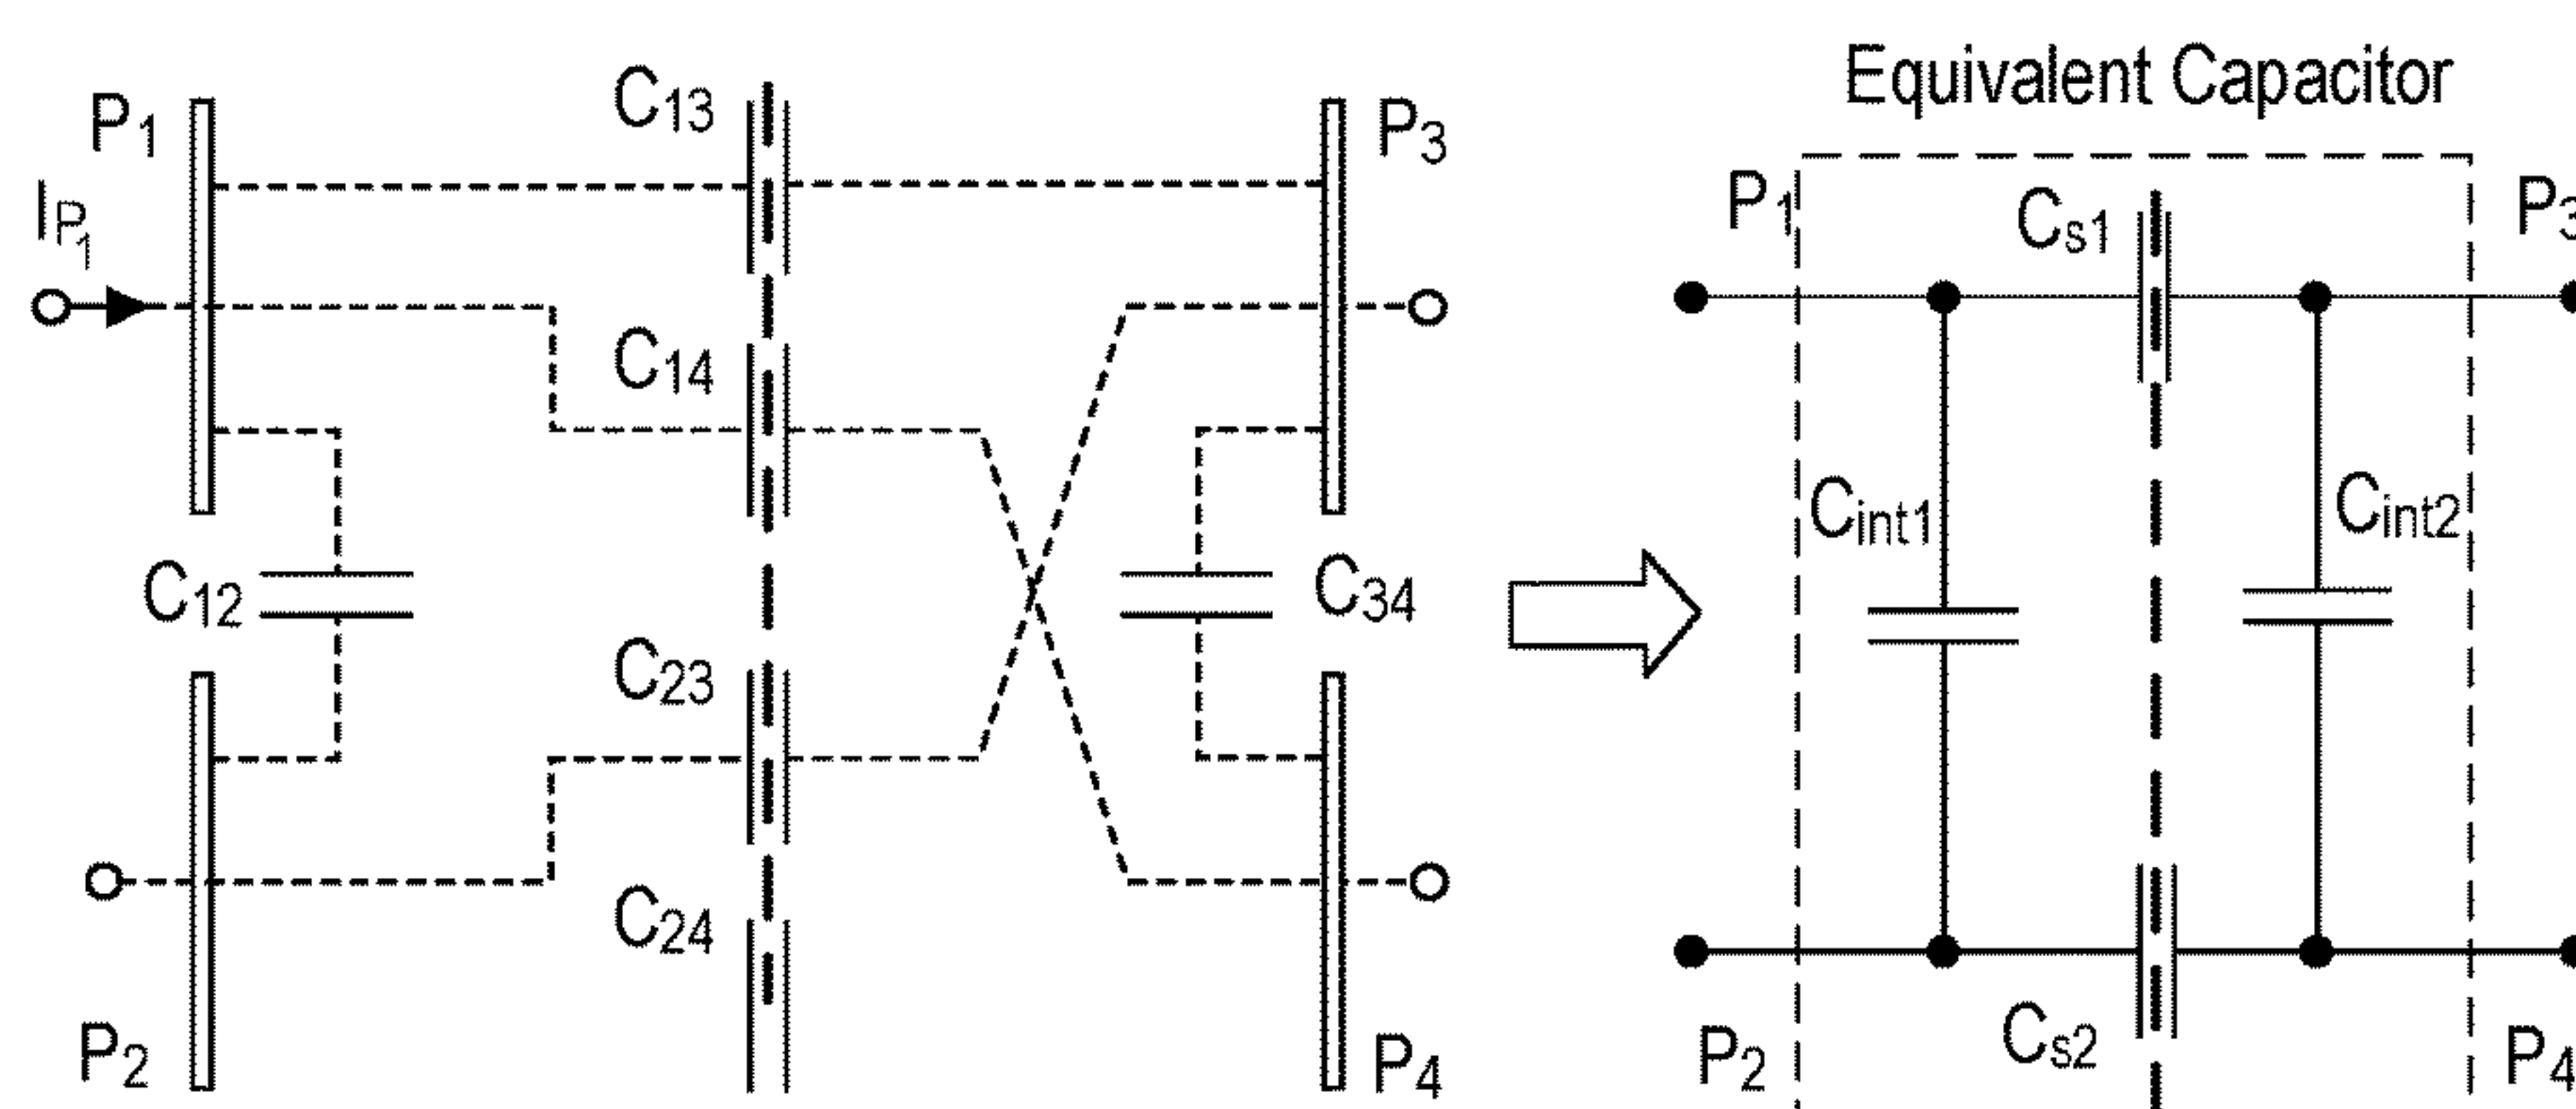 Equivalent Capacitor
P1
C13
P3
IP1
C14
C12
C34
C23
C24
P2
P4
P1
Cs1
P3
Cint1
Cint2
P2
Cs2
P4